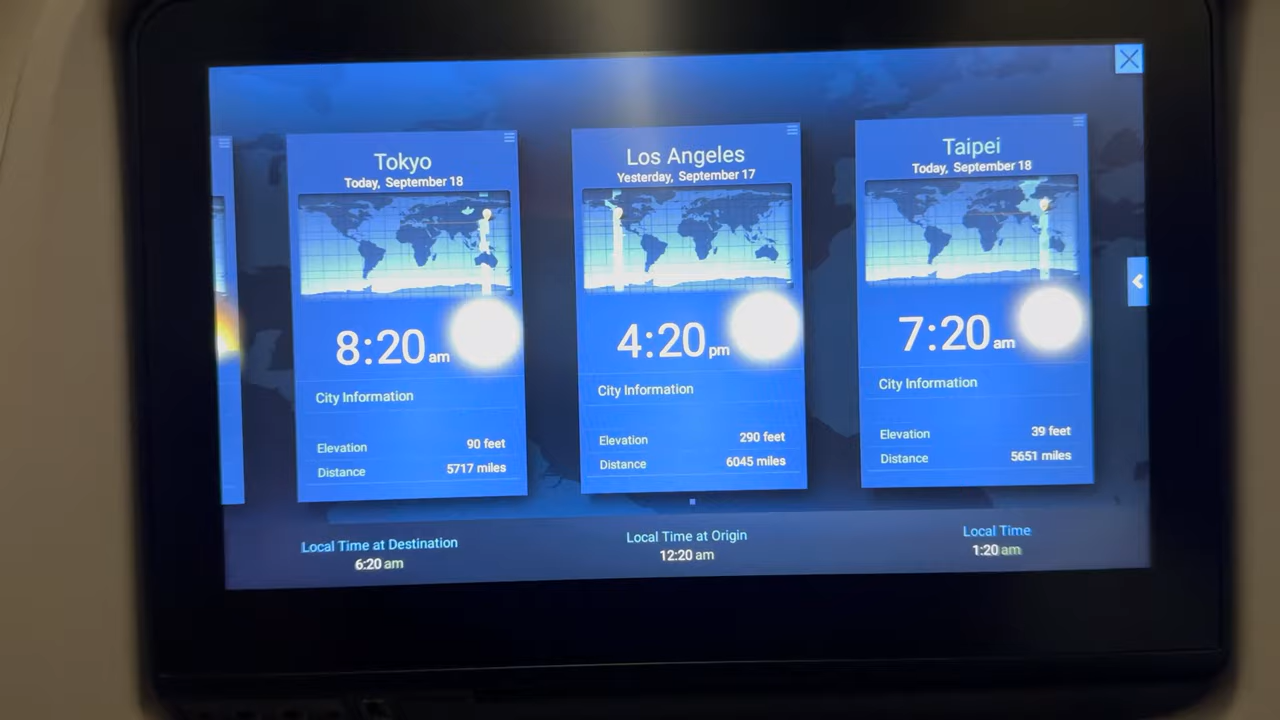 Tokyo
Today, September 18
8:20 am
City Information
Elevation 90 feet
Distance 5717 miles
Los Angeles
Yesterday, September 17
4:20 pm
City Information
Elevation 290 feet
Distance 6045 miles
Taipei
Today, September 18
7:20 am
City Information
Elevation 39 feet
Distance 5651 miles
Local Time at Destination
6:20 am
Local Time at Origin
12:20 am
Local Time
1:20 am